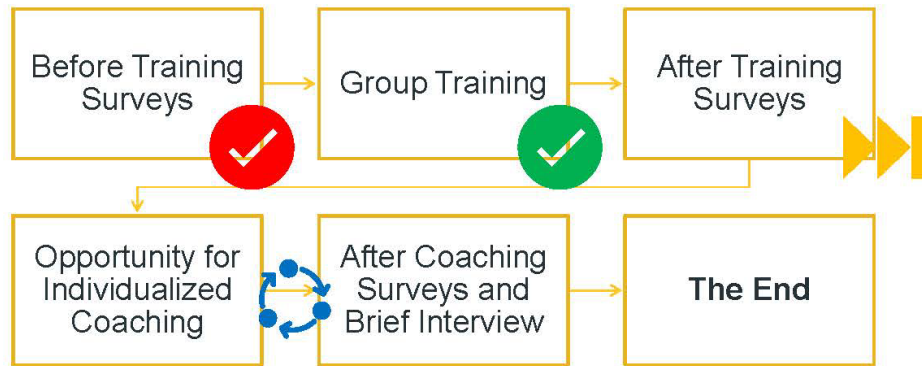 Before Training
Surveys
Group Training
After Training
Surveys
Opportunity for
Individualized
Coaching
After Coaching
Surveys and
Brief Interview
The End